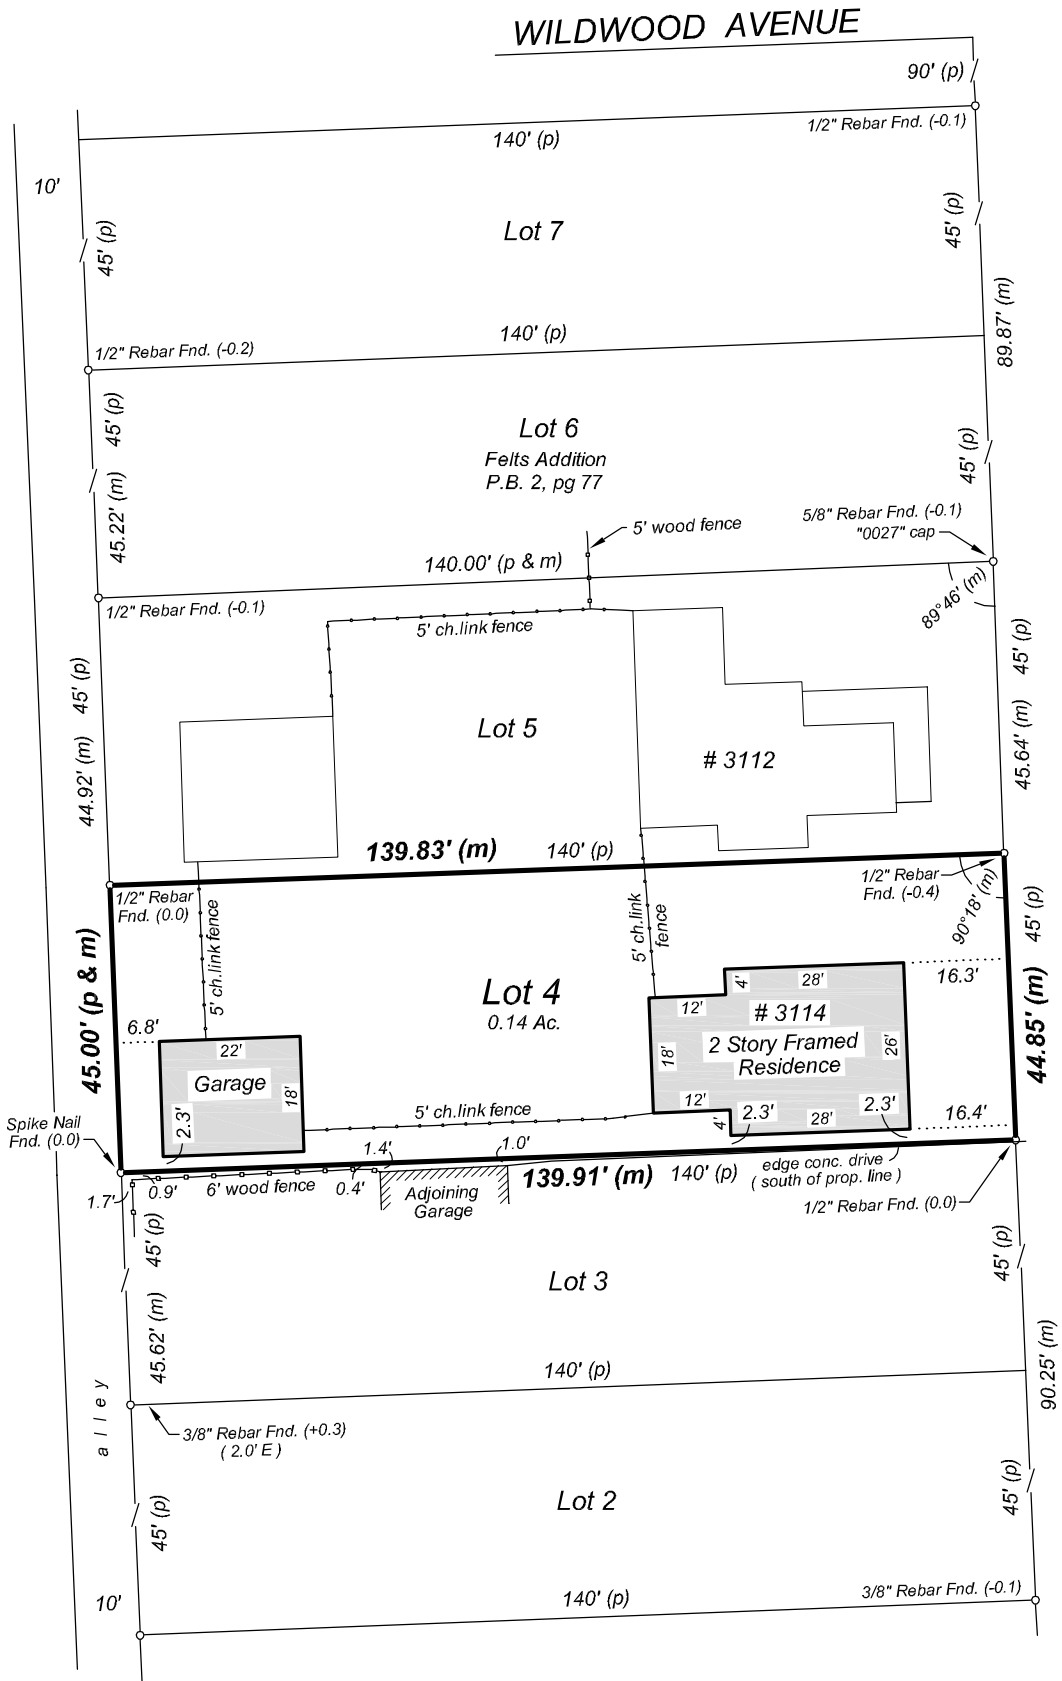 WILDWOOD AVENUE
90' (p)
140' (p)
1/2" Rebar Fnd. (-0.1)
10'
45' (p)
Lot 7
45' (p)
89.87' (m)
140' (p)
1/2" Rebar Fnd. (-0.2)
45' (p)
Lot 6
Felts Addition
P.B. 2, pg 77
45' (p)
45.22' (m)
5' wood fence
5/8" Rebar Fnd. (-0.1)
"0027" cap
140.00' (p & m)
1/2" Rebar Fnd. (-0.1)
89°46' (m)
5' ch.link fence
45' (p)
45' (p)
Lot 5
# 3112
44.92' (m)
45.64' (m)
139.83' (m)
140' (p)
1/2" Rebar
Fnd. (0.0)
1/2" Rebar
Fnd. (-0.4)
90°18' (m)
45' (p)
5' ch.link fence
5' ch.link
fence
45.00' (p & m)
Lot 4
0.14 Ac.
44.85' (m)
4'
28'
16.3'
12'
# 3114
2 Story Framed
Residence
18'
26'
6.8'
22'
Garage
18'
2.3'
12'
4'
2.3'
28'
2.3'
16.4'
5' ch.link fence
Spike Nail
Fnd. (0.0)
1.4'
1.0'
139.91' (m)
140' (p)
edge conc. drive
( south of prop. line )
1/2" Rebar Fnd. (0.0)
1.7'
0.9'
6' wood fence
0.4'
Adjoining
Garage
45' (p)
45' (p)
Lot 3
45.62' (m)
90.25' (m)
140' (p)
alley
3/8" Rebar Fnd. (+0.3)
( 2.0' E )
45' (p)
Lot 2
45' (p)
10'
140' (p)
3/8" Rebar Fnd. (-0.1)